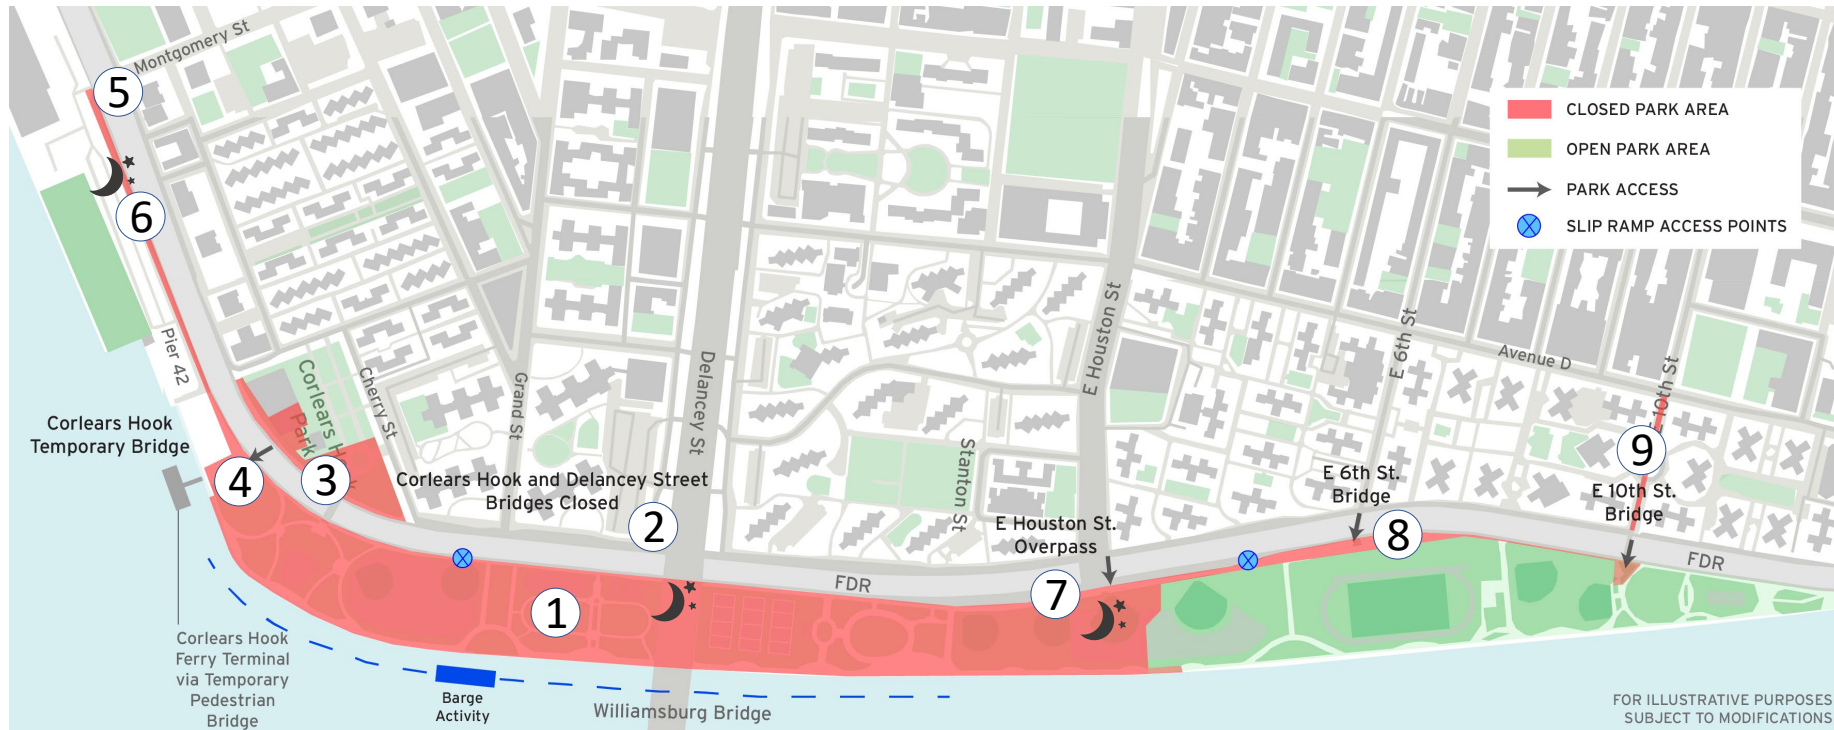 Montgomery St
5
6
Pier 42
Corlears Hook
Temporary Bridge
4
3
Corlears Hook
Park
Cherry St
Grand St
Delancey St
Corlears Hook and Delancey Street
Bridges Closed
2
1
Corlears Hook
Ferry Terminal
via Temporary
Pedestrian
Bridge
Barge
Activity
Williamsburg Bridge
FDR
Stanton St
E Houston St
E Houston St.
Overpass
7
E 6th St
E 6th St.
Bridge
8
Avenue D
E 10th St
9
E 10th St.
Bridge
FDR
CLOSED PARK AREA
OPEN PARK AREA
PARK ACCESS
SLIP RAMP ACCESS POINTS
FOR ILLUSTRATIVE PURPOSES
SUBJECT TO MODIFICATIONS